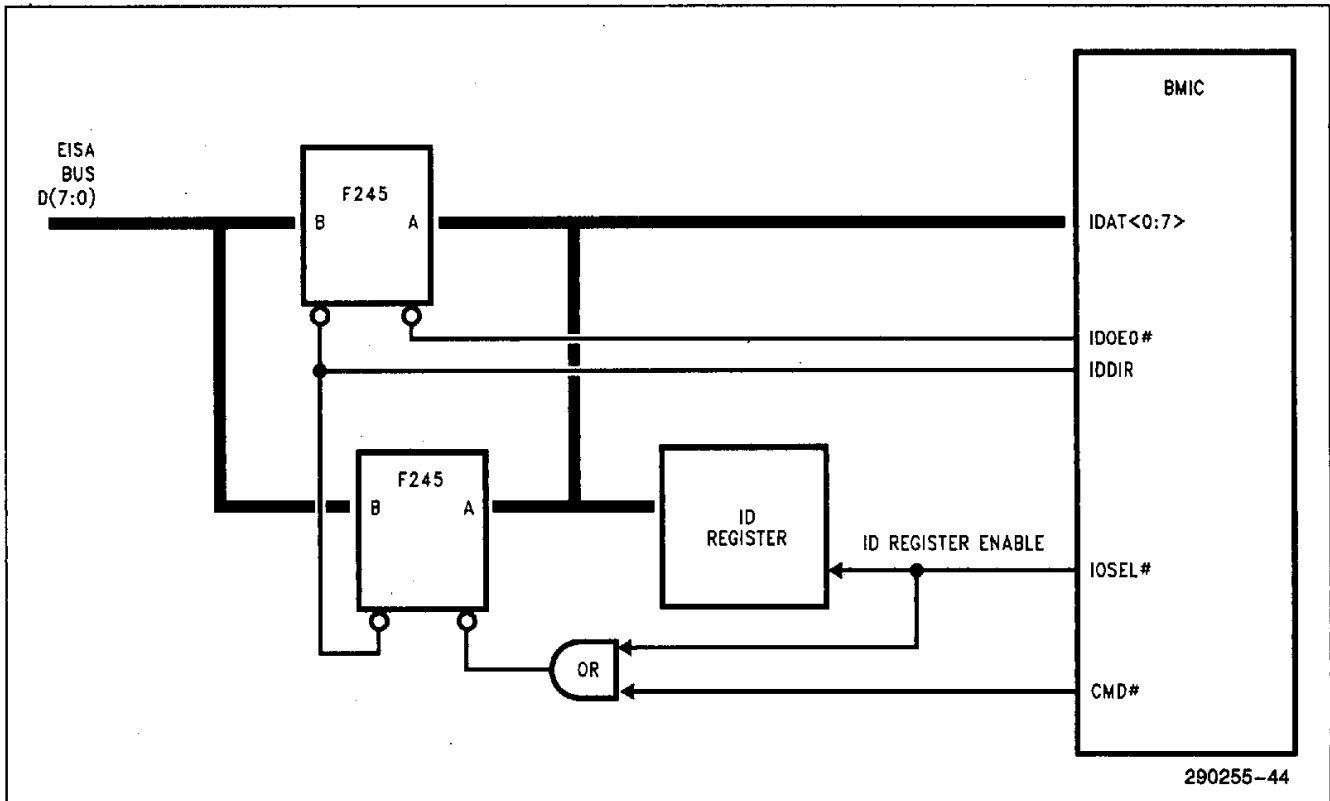 BMIC
EISA
BUS
D(7:0)
F245
B
A
IDAT<0:7>
IDOE0#
IDDIR
F245
B
A
ID
REGISTER
ID REGISTER ENABLE
IOSEL#
OR
CMD#
290255-44